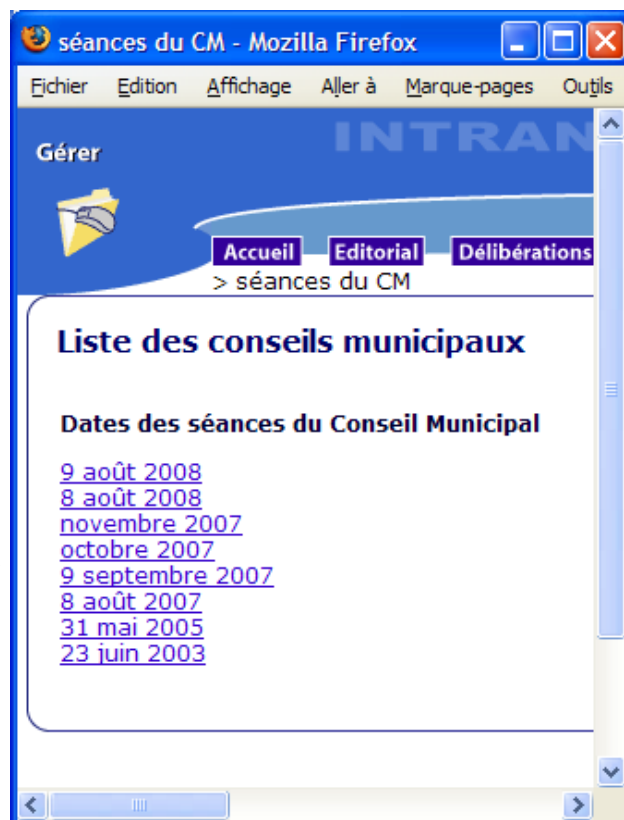 séances du CM - Mozilla Firefox
Fichier Edition Affichage Aller à Marque-pages Outils
INTRAN
Gérer
Accueil Editorial Délibérations
> séances du CM
Liste des conseils municipaux
Dates des séances du Conseil Municipal
9 août 2008
8 août 2008
novembre 2007
octobre 2007
9 septembre 2007
8 août 2007
31 mai 2005
23 juin 2003